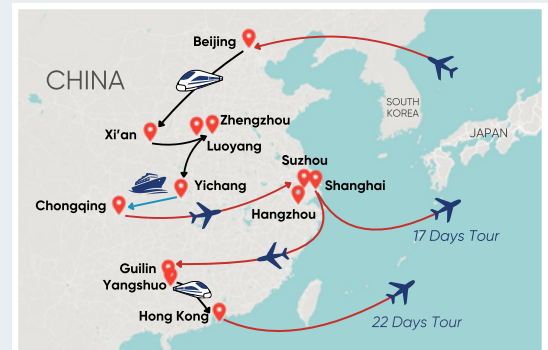 Beijing
CHINA
SOUTH
KOREA
JAPAN
Zhengzhou
Xi'an
Luoyang
Suzhou
Yichang
Shanghai
Chongqing
Hangzhou
17 Days Tour
Guilin
Yangshuo
Hong Kong
22 Days Tour